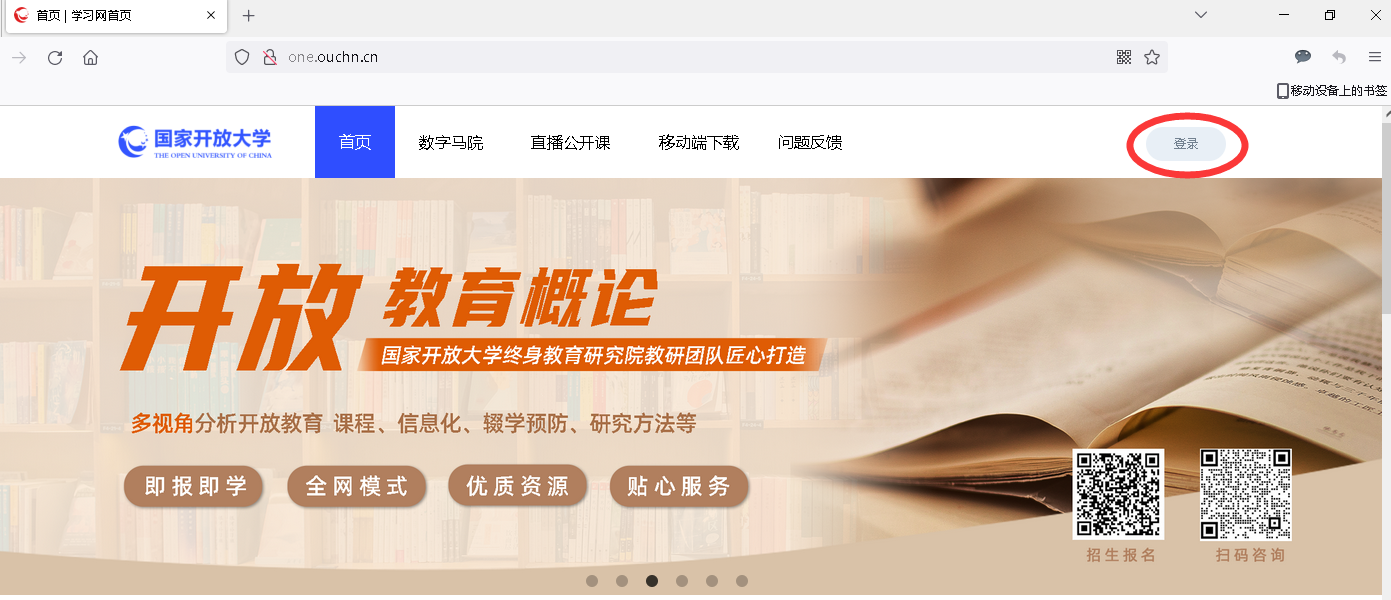 首页 | 学习网首页
one.ouchn.cn
移动设备上的书签
国家开放大学
THE OPEN UNIVERSITY OF CHINA
首页 数字马院 直播公开课 移动端下载 问题反馈 登录
开放 教育概论
国家开放大学终身教育研究院教研团队匠心打造
多视角分析开放教育 课程、信息化、辍学预防、研究方法等
即报即学 全网模式 优质资源 贴心服务
招生报名 扫码咨询